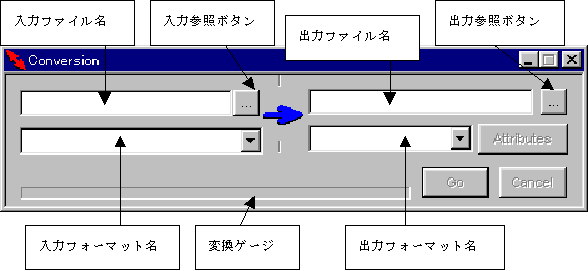 入力ファイル名
入力参照ボタン
出力ファイル名
出力参照ボタン
Conversion
...
...
Attributes
Go
Cancel
入力フォーマット名
変換ゲージ
出力フォーマット名